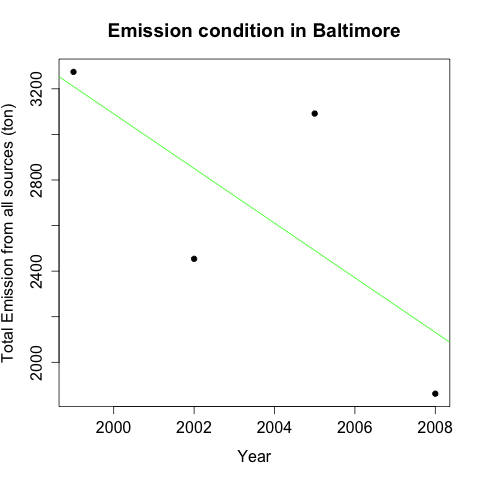 Emission condition in Baltimore
Total Emission from all sources (ton)
3200
2800
2400
2000
2000 2002 2004 2006 2008
Year